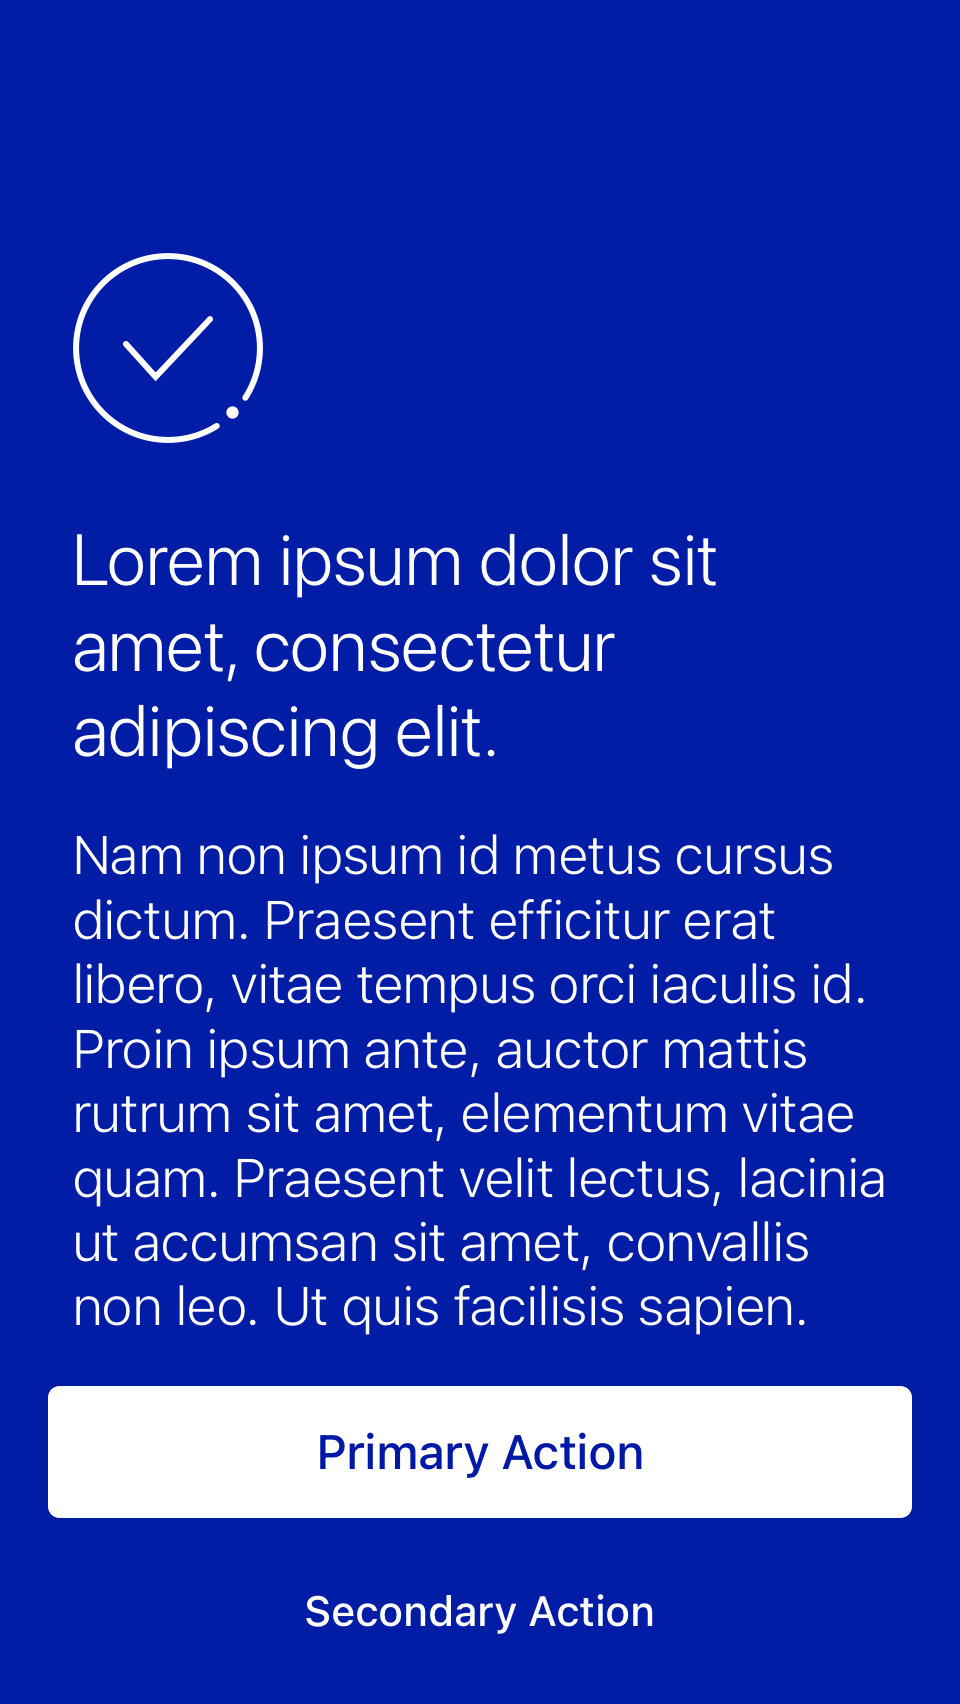 Lorem ipsum dolor sit
amet, consectetur
adipiscing elit.
Nam non ipsum id metus cursus
dictum. Praesent efficitur erat
libero, vitae tempus orci iaculis id.
Proin ipsum ante, auctor mattis
rutrum sit amet, elementum vitae
quam. Praesent velit lectus, lacinia
ut accumsan sit amet, convallis
non leo. Ut quis facilisis sapien.
Primary Action
Secondary Action